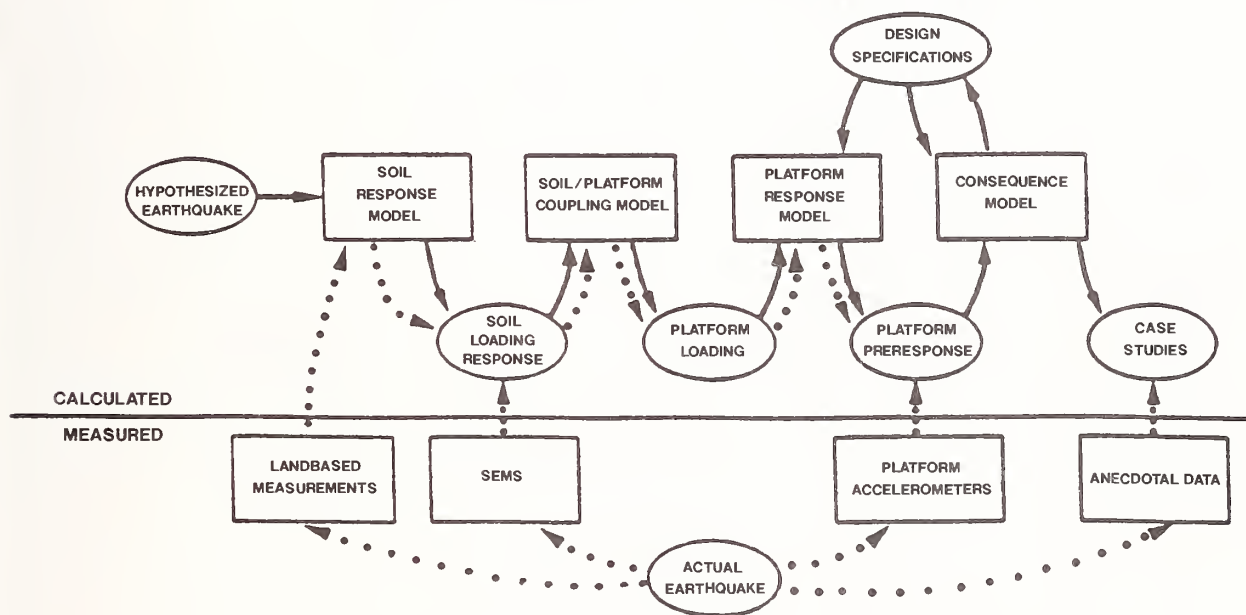 DESIGN
SPECIFICATIONS
HYPOTHESIZED
EARTHQUAKE
SOIL
RESPONSE
MODEL
SOIL/PLATFORM
COUPLING MODEL
PLATFORM
RESPONSE
MODEL
CONSEQUENCE
MODEL
SOIL
LOADING
RESPONSE
PLATFORM
LOADING
PLATFORM
PRERESPONSE
CASE
STUDIES
CALCULATED
MEASURED
LANDBASED
MEASUREMENTS
SEMS
PLATFORM
ACCELEROMETERS
ANECDOTAL DATA
ACTUAL
EARTHQUAKE